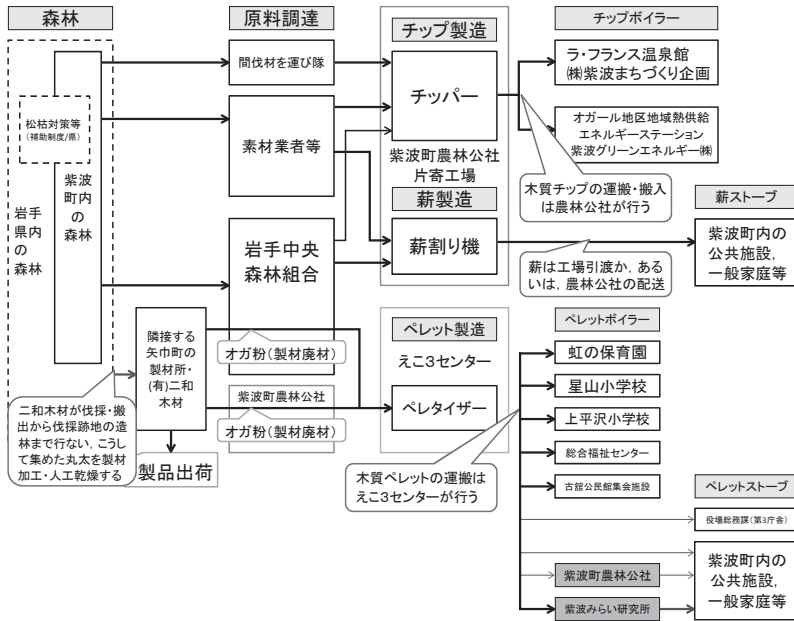 森林
原料調達
チップボイラー
間伐材を運び隊
チップ製造
チッパー
ラ・フランス温泉館
㈱紫波まちづくり企画
松枯対策等
(補助制度/県)
素材業者等
オガール地区地域熱供給
エネルギーステーション
紫波グリーンエネルギー㈱
紫波町農林公社
片寄工場
木質チップの運搬・搬入
は農林公社が行う
岩手
県内
の
森林
紫波
町内
の
森林
薪製造
薪ストーブ
岩手中央
森林組合
薪割り機
薪は工場引渡か，ある
いは，農林公社の配送
紫波町内の
公共施設，
一般家庭等
隣接する
矢巾町の
製材所・
(有)二和
木材
オガ粉(製材廃材)
ペレット製造
えこ3センター
ペレットボイラー
虹の保育園
星山小学校
紫波町農林公社
オガ粉(製材廃材)
ペレタイザー
上平沢小学校
二和木材が伐採・搬
出から伐採跡地の造
林まで行ない，こうし
て集めた丸太を製材
加工・人工乾燥する
製品出荷
木質ペレットの運搬は
えこ3センターが行う
総合福祉センター
古館公民館集会施設
ペレットストーブ
役場総務課(第3庁舎)
紫波町農林公社
紫波みらい研究所
紫波町内の
公共施設，
一般家庭等